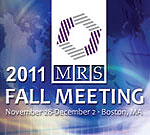 2011 MRS
FALL MEETING
November 28-December 2 • Boston, MA